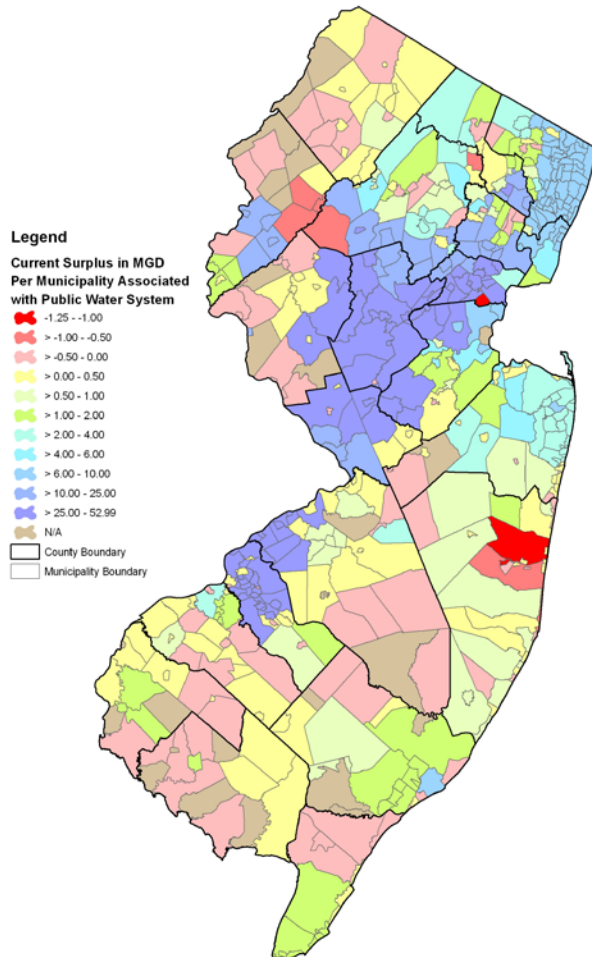 Legend
Current Surplus in MGD
Per Municipality Associated
with Public Water System
-1.25 - -1.00
> -1.00 - -0.50
> -0.50 - 0.00
> 0.00 - 0.50
> 0.50 - 1.00
> 1.00 - 2.00
> 2.00 - 4.00
> 4.00 - 6.00
> 6.00 - 10.00
> 10.00 - 25.00
> 25.00 - 52.99
N/A
County Boundary
Municipality Boundary